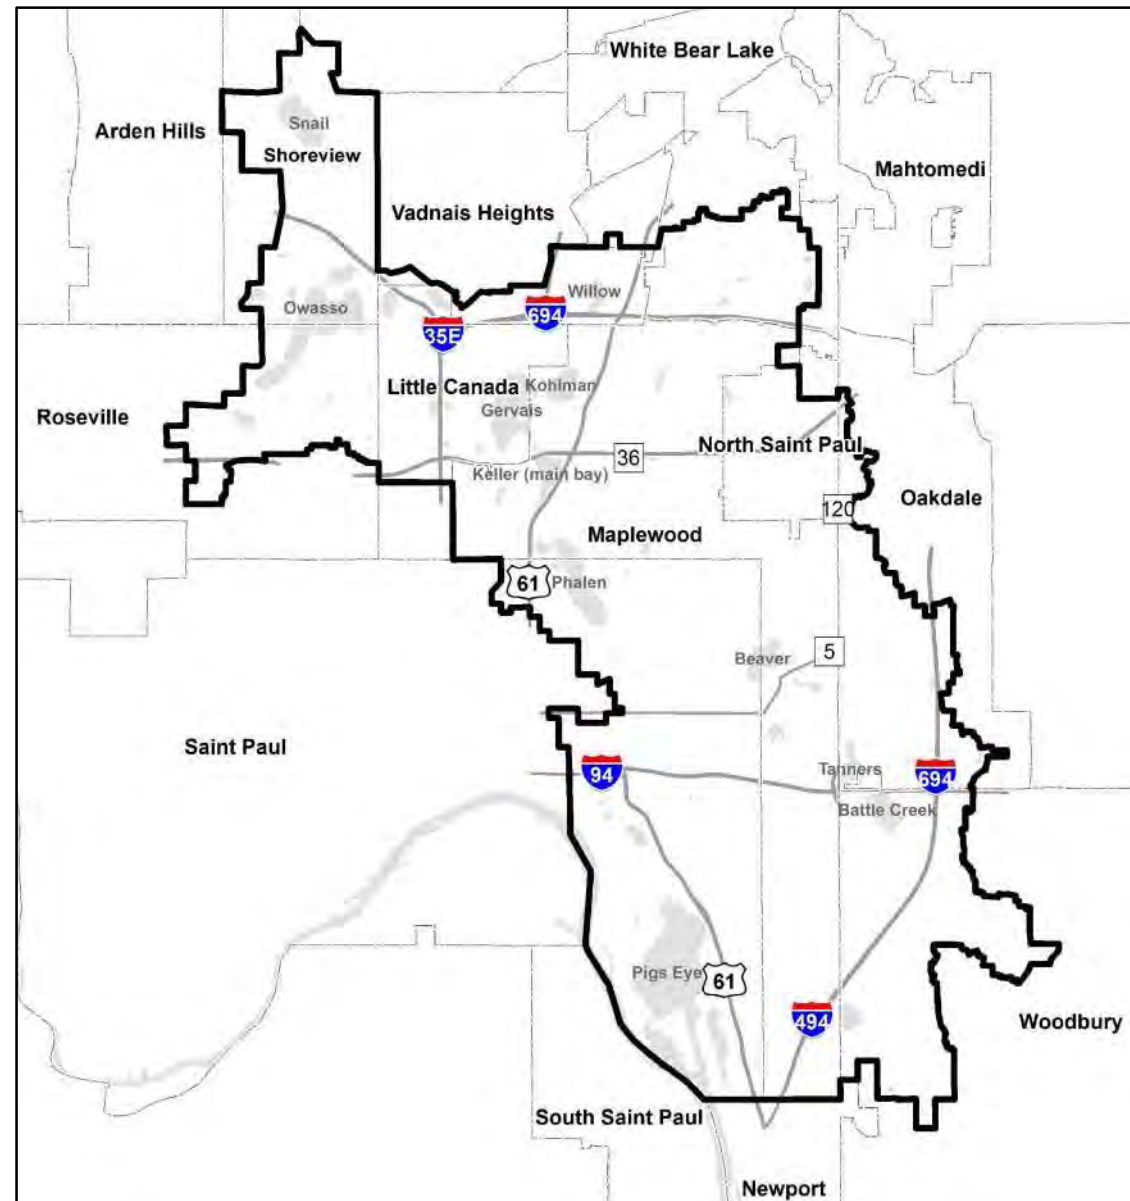 White Bear Lake
Snail
Arden Hills
Shoreview
Mahtomedi
Vadnais Heights
Willow
Owasso
694
35E
Little Canada
Kohlman
Gervais
Roseville
North Saint Paul
36
Keller (main bay)
Oakdale
120
Maplewood
61
Phalen
5
Beaver
Saint Paul
94
Tanners
694
Battle Creek
Pigs Eye
61
494
Woodbury
South Saint Paul
Newport